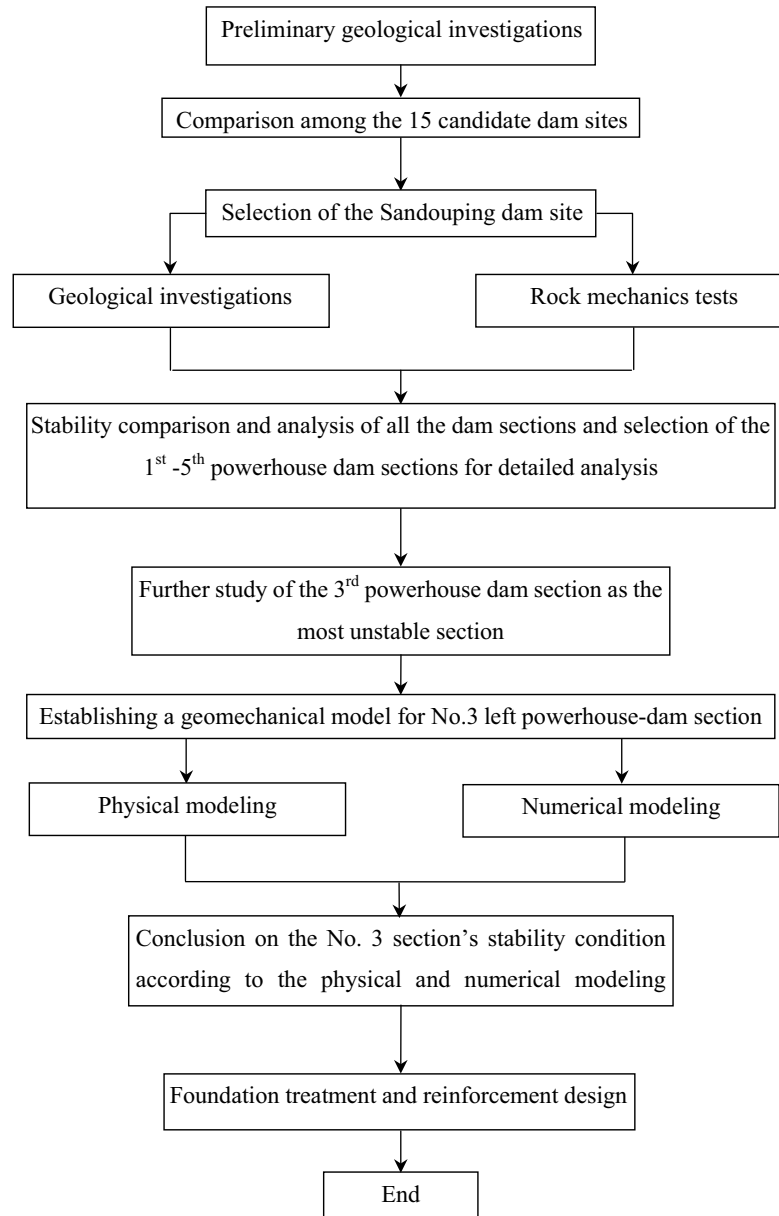 Preliminary geological investigations
Comparison among the 15 candidate dam sites
Selection of the Sandouping dam site
Geological investigations
Rock mechanics tests
Stability comparison and analysis of all the dam sections and selection of the
1st -5th powerhouse dam sections for detailed analysis
Further study of the 3rd powerhouse dam section as the
most unstable section
Establishing a geomechanical model for No.3 left powerhouse-dam section
Physical modeling
Numerical modeling
Conclusion on the No. 3 section's stability condition
according to the physical and numerical modeling
Foundation treatment and reinforcement design
End